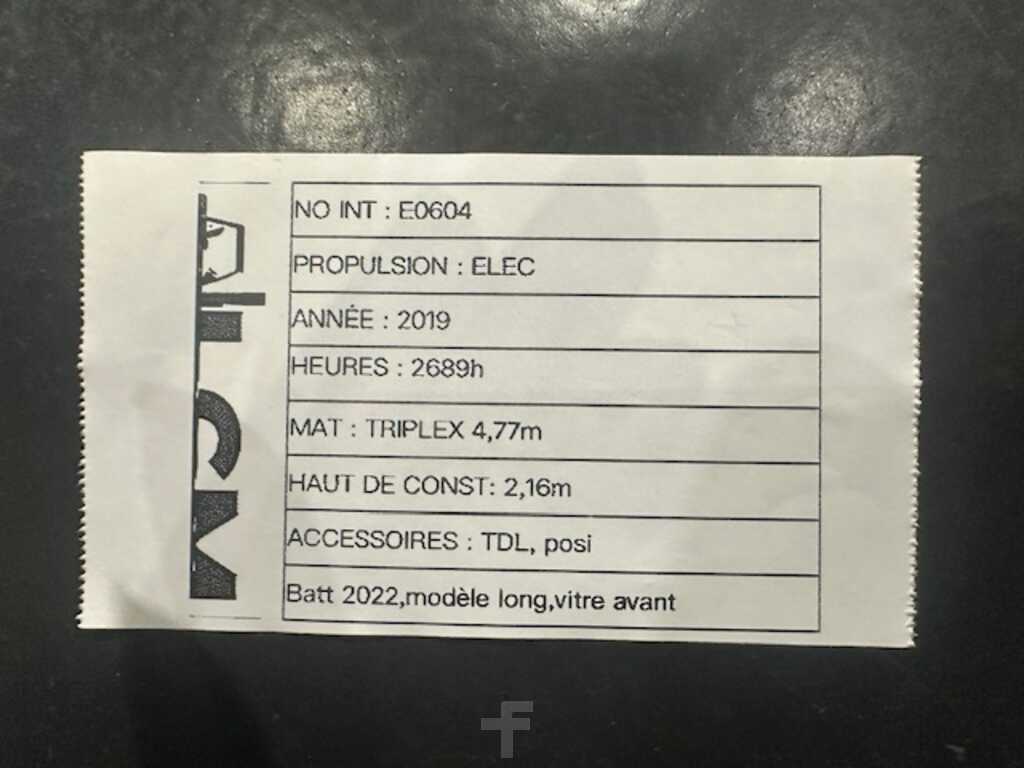 NO INT : E0604
PROPULSION : ELEC
ANNÉE : 2019
HEURES : 2689h
MAT : TRIPLEX 4,77m
HAUT DE CONST: 2,16m
ACCESSOIRES : TDL, posi
Batt 2022,modèle long,vitre avant